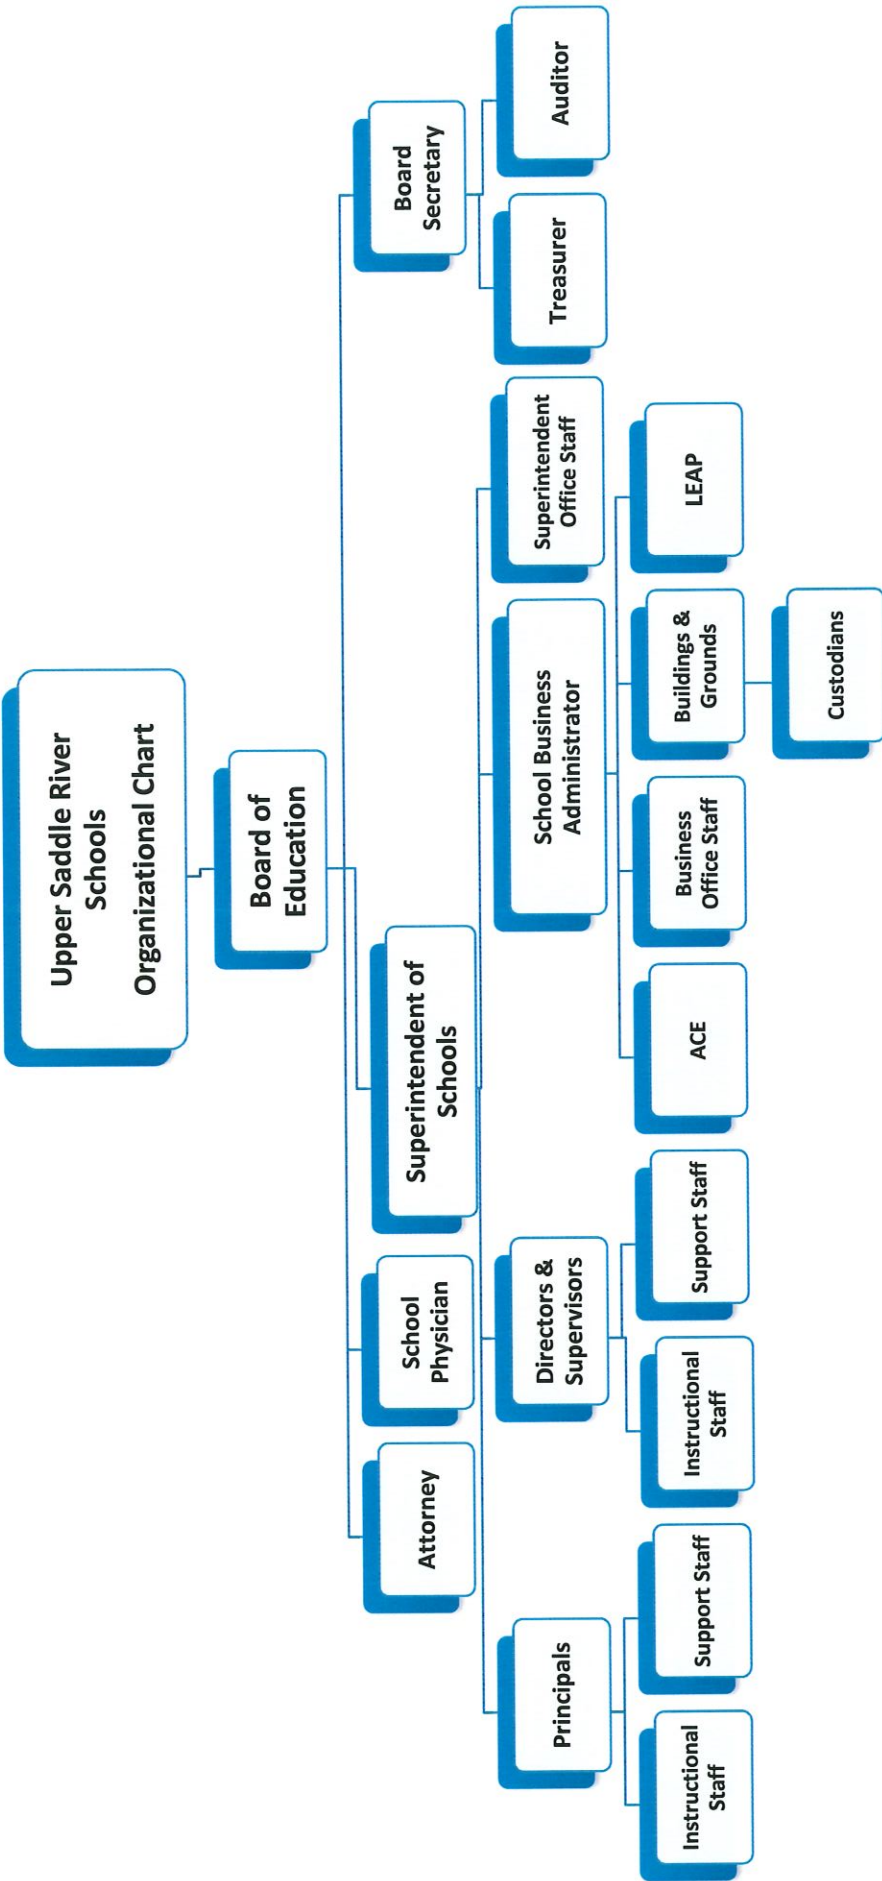 Upper Saddle River
Schools
Organizational Chart
Board of
Education
Attorney
School
Physician
Superintendent of
Schools
Board
Secretary
Principals
Directors &
Supervisors
School Business
Administrator
Superintendent
Office Staff
Treasurer
Auditor
Instructional
Staff
Support Staff
Instructional
Staff
Support Staff
ACE
Business
Office Staff
Buildings &
Grounds
LEAP
Custodians